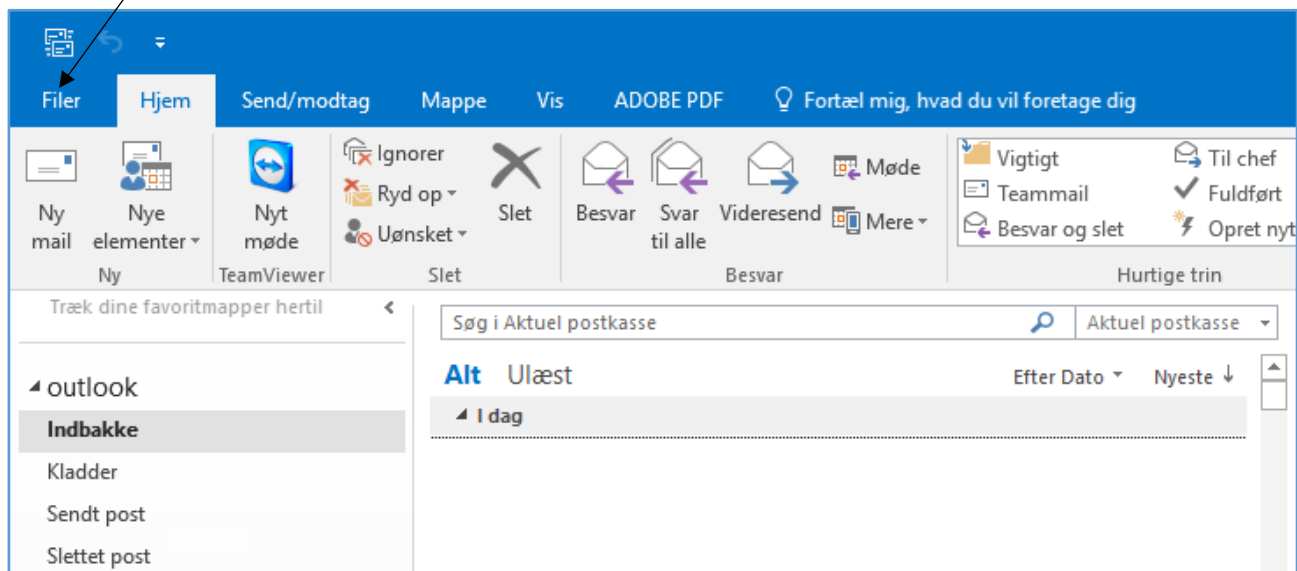 Filer Hjem Send/modtag Mappe Vis ADOBE PDF Fortæl mig, hvad du vil foretage dig
Ny mail
Nye elementer
Ny
Nyt møde
TeamViewer
Ignorer
Ryd op
Uønsket
Slet
Slet
Besvar
Svar til alle
Videresend
Møde
Mere
Besvar
Vigtigt
Teammail
Besvar og slet
Til chef
Fuldført
Opret nyt
Hurtige trin
Træk dine favoritmapper hertil
outlook
Indbakke
Kladder
Sendt post
Slettet post
Søg i Aktuel postkasse
Aktuel postkasse
Alt Ulæst
Efter Dato Nyeste
I dag